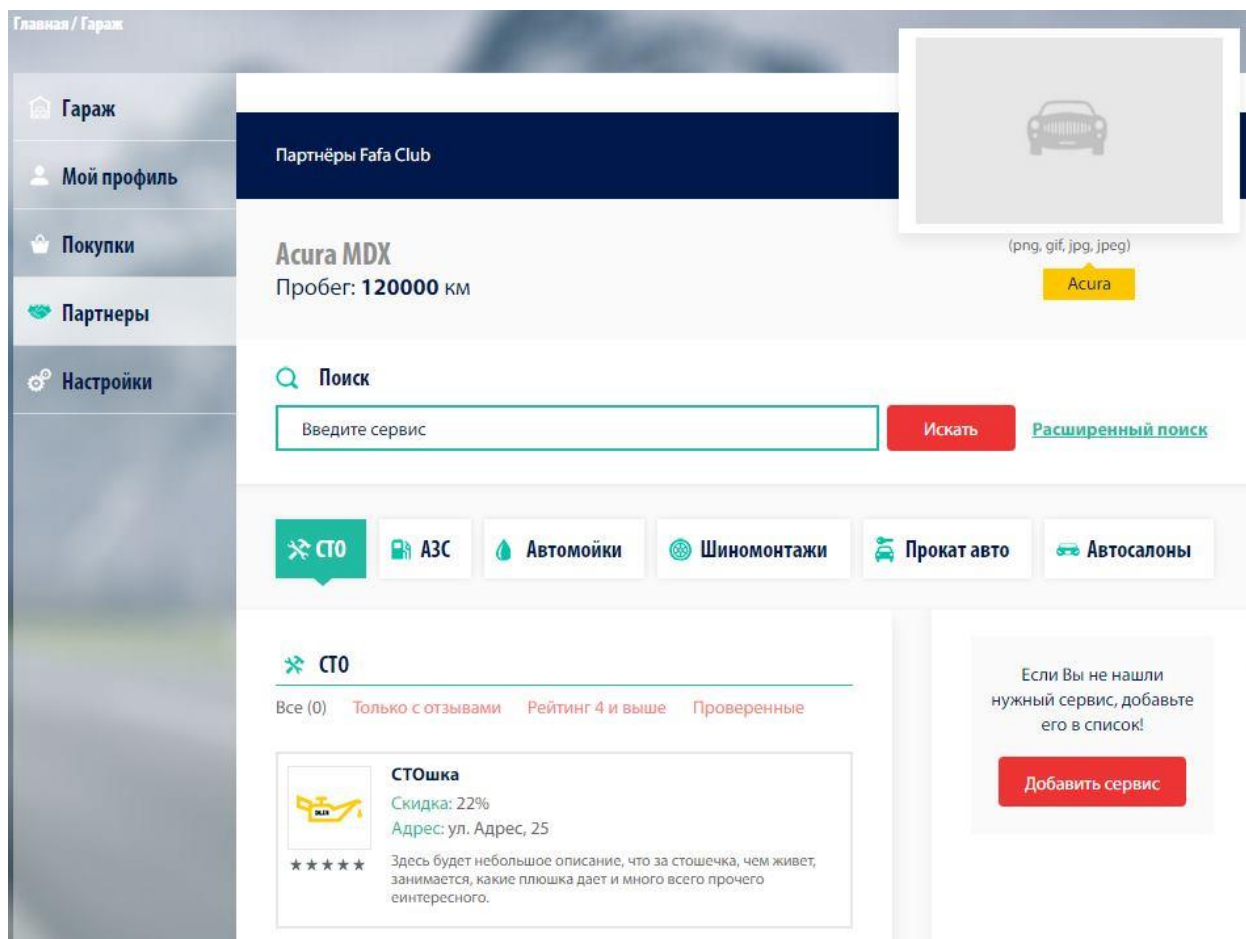 Главная / Гараж
Гараж
Мой профиль
Покупки
Партнеры
Настройки
Партнёры Fafa Club
(png, gif, jpg, jpeg)
Acura
Acura MDX
Пробег: 120000 км
Поиск
Введите сервис
Искать
Расширенный поиск
СТО
АЗС
Автомойки
Шиномонтажи
Прокат авто
Автосалоны
СТО
Все (0) Только с отзывами Рейтинг 4 и выше Проверенные
СТОшка
Скидка: 22%
Адрес: ул. Адрес, 25
Здесь будет небольшое описание, что за стошечка, чем живет,
занимается, какие плюшка дает и много всего прочего
еинтересного.
Если Вы не нашли
нужный сервис, добавьте
его в список!
Добавить сервис